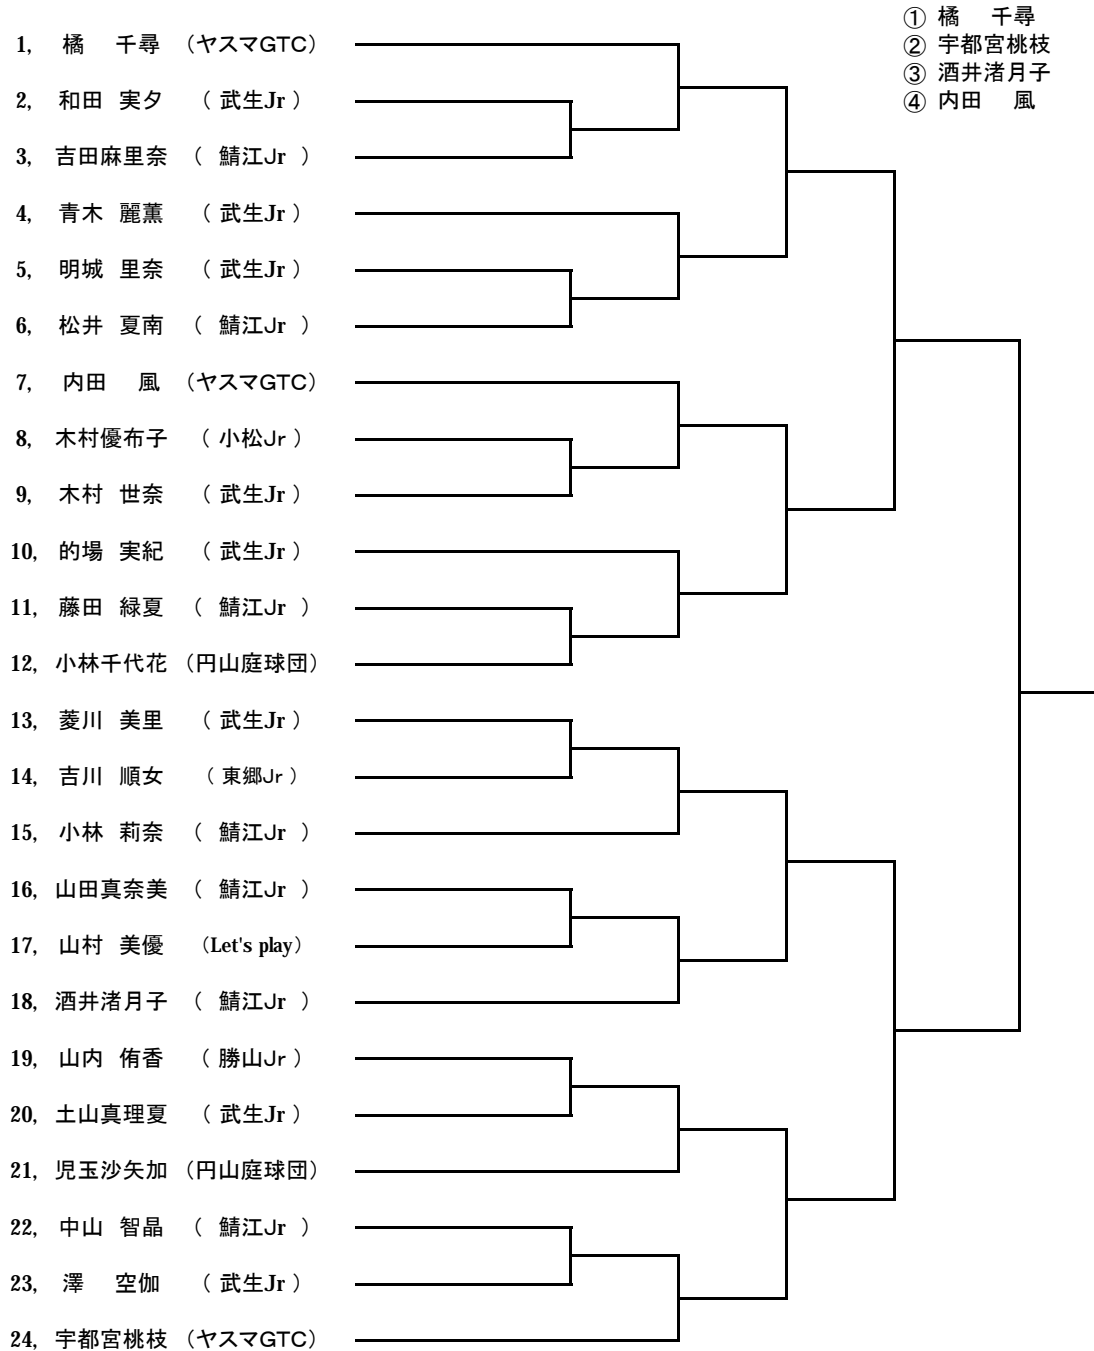 ① 橘　千尋
② 宇都宮桃枝
③ 酒井渚月子
④ 内田　風
1, 橘　千尋 （ヤスマGTC）
2, 和田 実夕 （ 武生Jr ）
3, 吉田麻里奈 （ 鯖江Jr ）
4, 青木 麗薫 （ 武生Jr ）
5, 明城 里奈 （ 武生Jr ）
6, 松井 夏南 （ 鯖江Jr ）
7, 内田　風 （ヤスマGTC）
8, 木村優布子 （ 小松Jr ）
9, 木村 世奈 （ 武生Jr ）
10, 的場 実紀 （ 武生Jr ）
11, 藤田 緑夏 （ 鯖江Jr ）
12, 小林千代花 （円山庭球団）
13, 菱川 美里 （ 武生Jr ）
14, 吉川 順女 （ 東郷Jr ）
15, 小林 莉奈 （ 鯖江Jr ）
16, 山田真奈美 （ 鯖江Jr ）
17, 山村 美優 （Let's play）
18, 酒井渚月子 （ 鯖江Jr ）
19, 山内 侑香 （ 勝山Jr ）
20, 土山真理夏 （ 武生Jr ）
21, 児玉沙矢加 （円山庭球団）
22, 中山 智晶 （ 鯖江Jr ）
23, 澤　空伽 （ 武生Jr ）
24, 宇都宮桃枝 （ヤスマGTC）